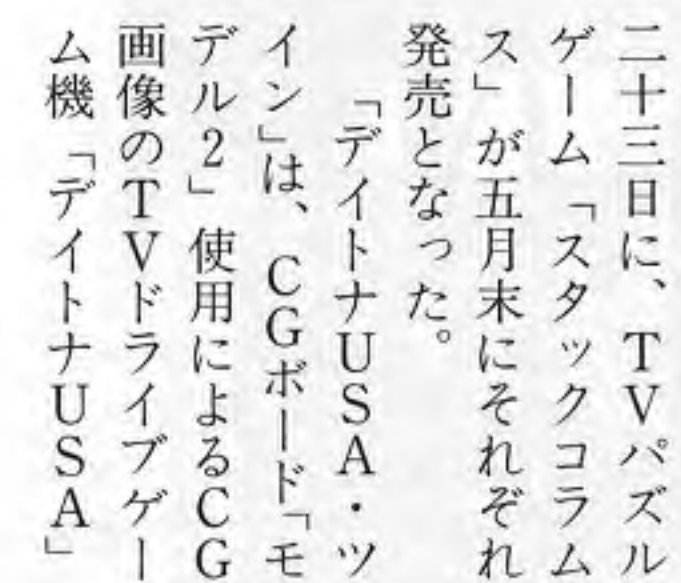 二十三日に、TVパズル
ゲーム「スタックコラム
ス」が五月末にそれぞれ
発売となった。
「デイトナUSA・ツ
イン」は、CGボード「モ
デル2」使用によるCG
画像のTVドライブゲー
ム機「デイトナUSA」